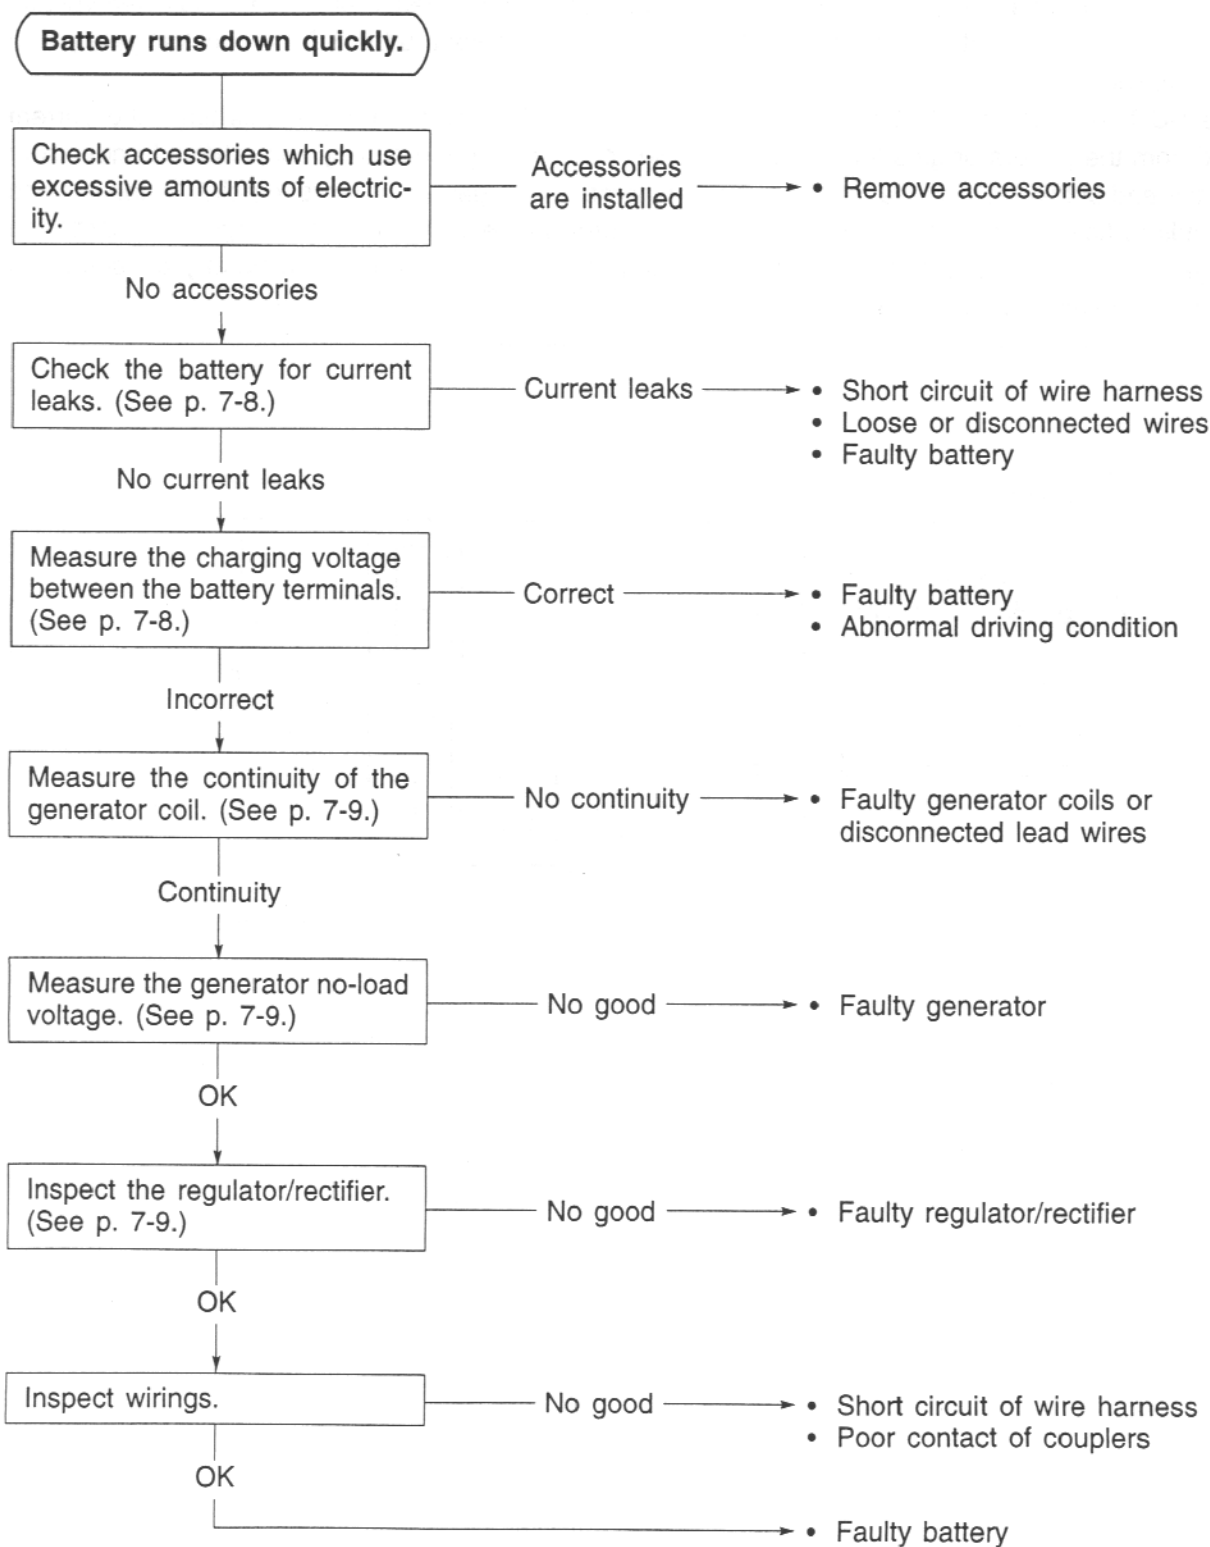 Battery runs down quickly.
Check accessories which use
excessive amounts of electric-
ity.
Accessories
are installed
• Remove accessories
No accessories
Check the battery for current
leaks. (See p. 7-8.)
Current leaks
• Short circuit of wire harness
• Loose or disconnected wires
• Faulty battery
No current leaks
Measure the charging voltage
between the battery terminals.
(See p. 7-8.)
Correct
• Faulty battery
• Abnormal driving condition
Incorrect
Measure the continuity of the
generator coil. (See p. 7-9.)
No continuity
• Faulty generator coils or
disconnected lead wires
Continuity
Measure the generator no-load
voltage. (See p. 7-9.)
No good
• Faulty generator
OK
Inspect the regulator/rectifier.
(See p. 7-9.)
No good
• Faulty regulator/rectifier
OK
Inspect wirings.
No good
• Short circuit of wire harness
• Poor contact of couplers
OK
• Faulty battery